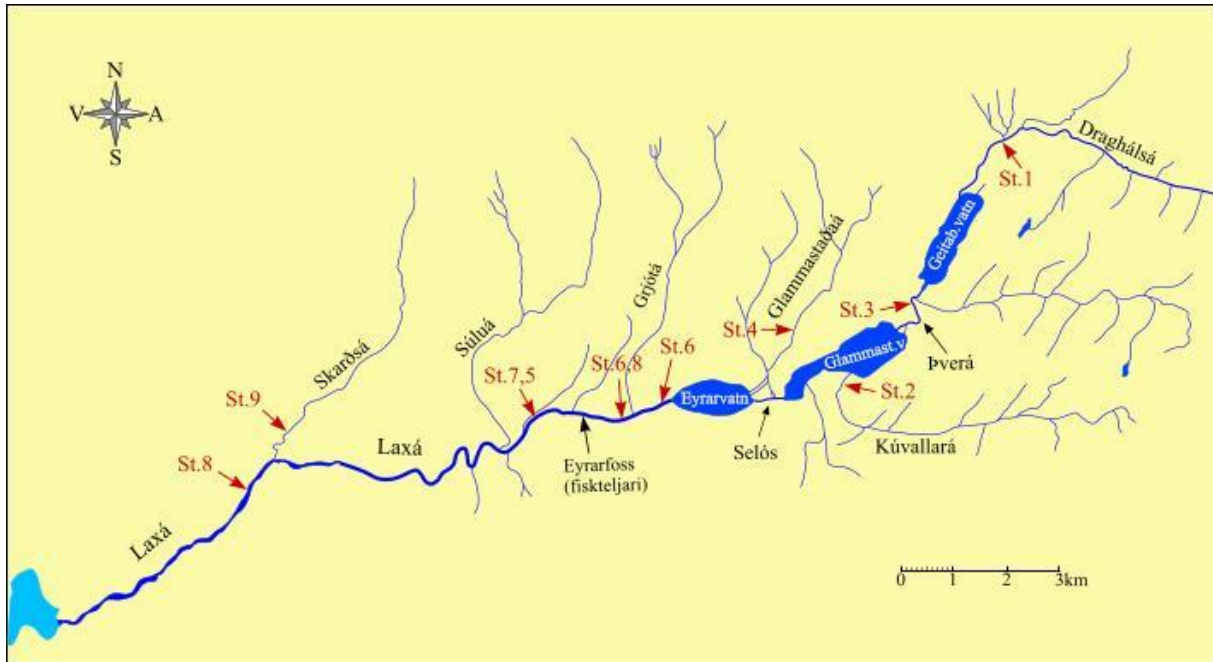 N
V
A
S
Draghálsá
St.1
Geitab.vatn
Glammastaðaá
Grjótá
St.3
St.4
Súluá
Glammast.v
Þverá
Skarðsá
St.6
St.6,8
St.7,5
Eyrarvatn
St.2
St.9
Kúvallará
Laxá
Selós
Eyrarfoss
(fiskteljari)
St.8
Laxá
0 1 2 3km